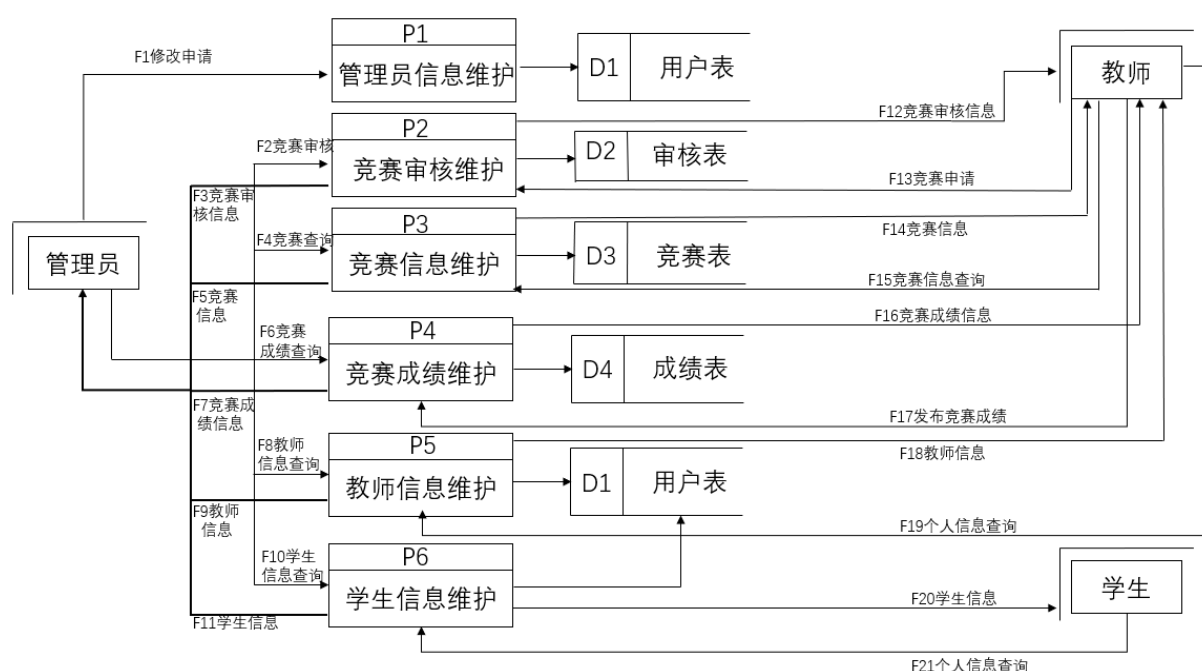 P1
管理员信息维护
D1
用户表
F1修改申请
教师
P2
竞赛审核维护
D2
审核表
F12竞赛审核信息
F2竞赛审核
F13竞赛申请
F3竞赛审
核信息
P3
竞赛信息维护
D3
竞赛表
F14竞赛信息
F4竞赛查询
管理员
F15竞赛信息查询
F5竞赛
信息
P4
竞赛成绩维护
D4
成绩表
F16竞赛成绩信息
F6竞赛
成绩查询
F7竞赛成
绩信息
F17发布竞赛成绩
P5
教师信息维护
D1
用户表
F18教师信息
F8教师
信息查询
F9教师
信息
F19个人信息查询
P6
学生信息维护
F10学生
信息查询
学生
F20学生信息
F11学生信息
F21个人信息查询